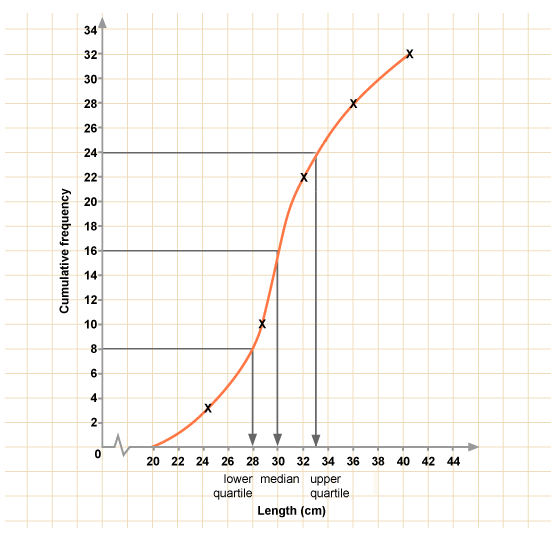 34
32
30
28
26
24
22
20
18
16
14
12
10
8
6
4
2
0
Cumulative frequency
20 22 24 26 28 30 32 34 36 38 40 42 44
lower median upper
quartile quartile
Length (cm)
X
X
X
X
X
X